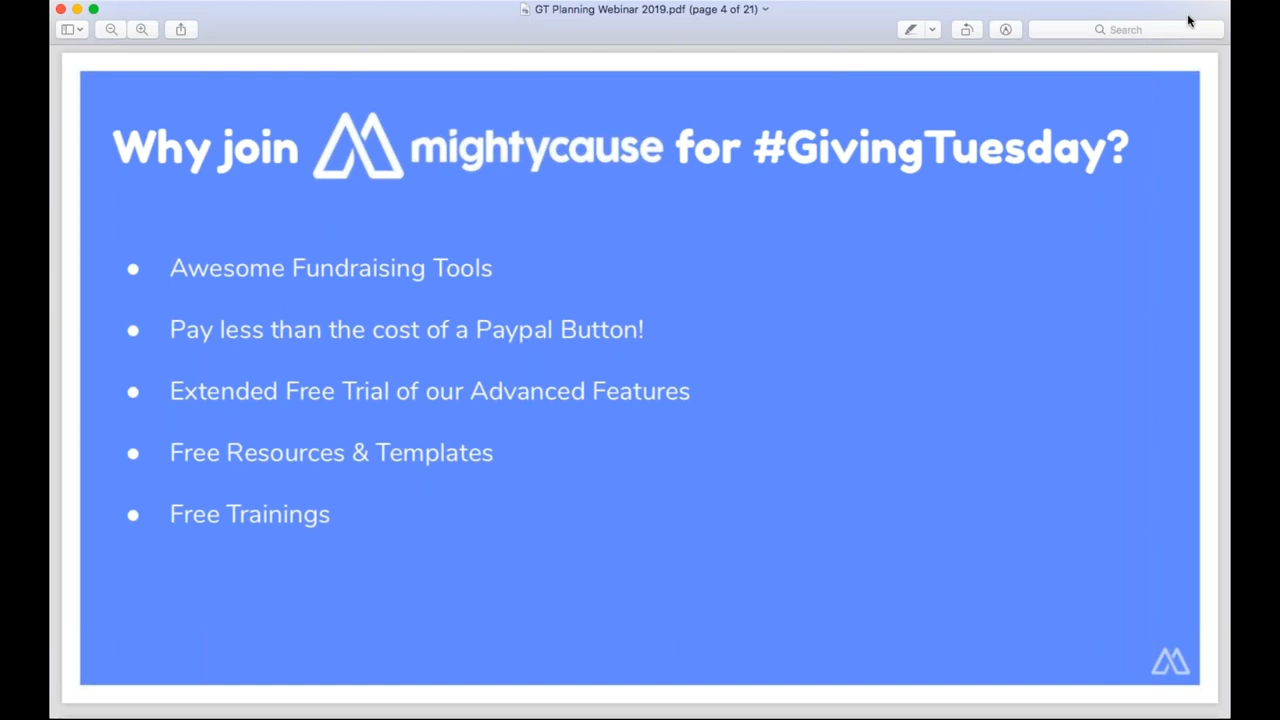 GT Planning Webinar 2019.pdf (page 4 of 21)
Search
Why join mightycause for #GivingTuesday?
● Awesome Fundraising Tools
● Pay less than the cost of a Paypal Button!
● Extended Free Trial of our Advanced Features
● Free Resources & Templates
● Free Trainings